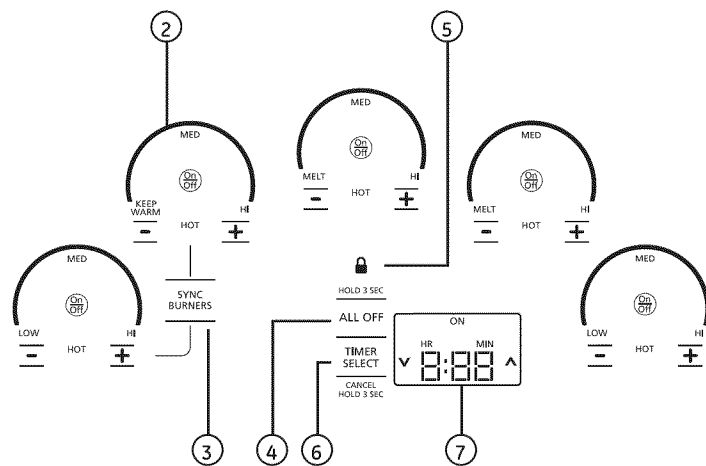 2
5
MED
On
Off
KEEP
WARM
HI
-
HOT
+
MED
On
Off
MELT
HI
-
HOT
+
MED
On
Off
MELT
HI
-
HOT
+
MED
On
Off
LOW
HI
-
HOT
+
SYNC
BURNERS
HOLD 3 SEC
ALL OFF
TIMER
SELECT
CANCEL
HOLD 3 SEC
ON
HR MIN
8:88
MED
On
Off
LOW
HI
-
HOT
+
3
4
6
7